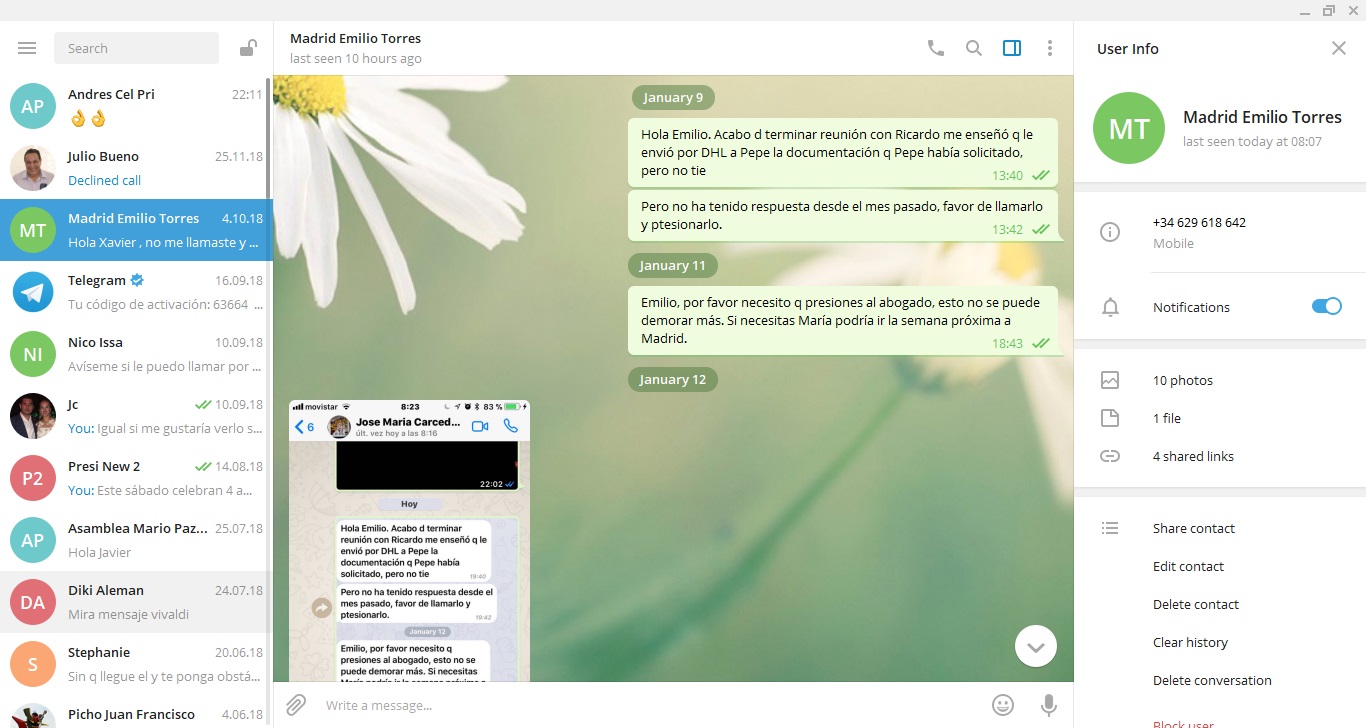 Search
AP
Andres Cel Pri
22:11
👌👌
Julio Bueno
25.11.18
Declined call
MT
Madrid Emilio Torres
4.10.18
Hola Xavier , no me llamaste y ...
Telegram
16.09.18
Tu código de activación: 63664 ...
NI
Nico Issa
10.09.18
Avíseme si le puedo llamar por ...
Jc
10.09.18
You: Igual si me gustaría verlo s...
P2
Presi New 2
14.08.18
You: Este sábado celebran 4 a...
AP
Asamblea Mario Paz...
25.07.18
Hola Javier
DA
Diki Aleman
24.07.18
Mira mensaje vivaldi
S
Stephanie
20.06.18
Sin q llegue el y te ponga obstá...
Picho Juan Francisco
4.06.18
Madrid Emilio Torres
last seen 10 hours ago
January 9
Hola Emilio. Acabo d terminar reunión con Ricardo me enseñó q le
envió por DHL a Pepe la documentación q Pepe había solicitado,
pero no tie
13:40
Pero no ha tenido respuesta desde el mes pasado, favor de llamarlo
y ptesionarlo.
13:42
January 11
Emilio, por favor necesito q presiones al abogado, esto no se puede
demorar más. Si necesitas María podría ir la semana próxima a
Madrid.
18:43
January 12
movistar
8:23
83 %
6
Jose Maria Carced...
últ. vez hoy a las 8:16
22:02
Hoy
Hola Emilio. Acabo d terminar
reunión con Ricardo me enseñó q le
envió por DHL a Pepe la
documentación q Pepe había
solicitado, pero no tie
19:40
Pero no ha tenido respuesta desde el
mes pasado, favor de llamarlo y
ptesionarlo.
19:42
January 12
Emilio, por favor necesito q
presiones al abogado, esto no se
puede demorar más. Si necesitas
María podría ir la semana próxima a
Write a message...
User Info
MT
Madrid Emilio Torres
last seen today at 08:07
+34 629 618 642
Mobile
Notifications
10 photos
1 file
4 shared links
Share contact
Edit contact
Delete contact
Clear history
Delete conversation
Block user